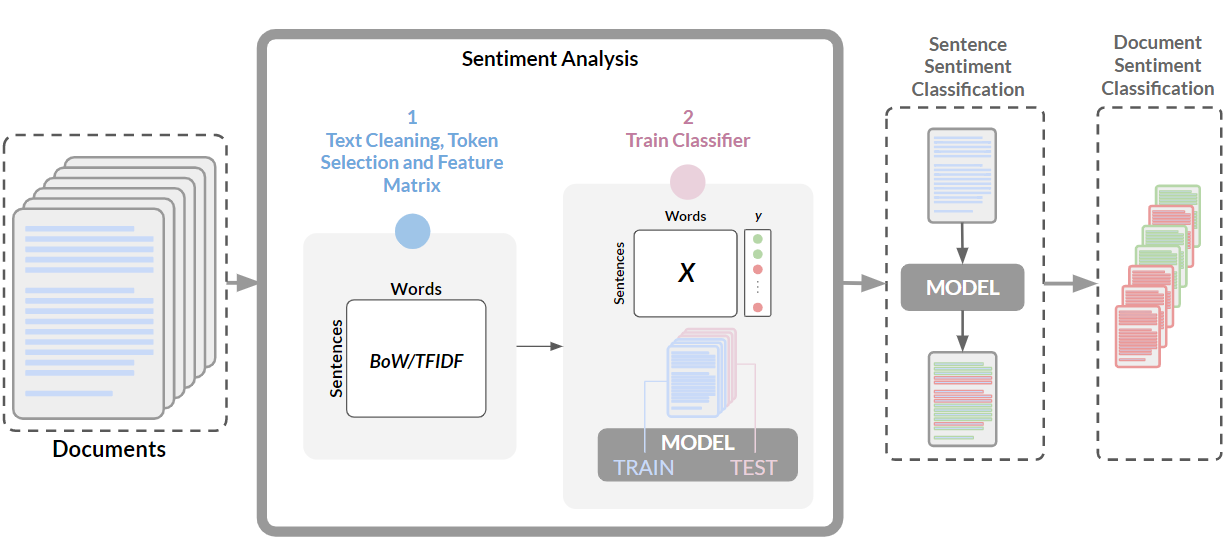 Sentiment Analysis
1
Text Cleaning, Token
Selection and Feature
Matrix
Words
Sentences
BoW/TFIDF
2
Train Classifier
Words
y
Sentences
X
MODEL
TRAIN
TEST
Documents
Sentence
Sentiment
Classification
MODEL
Document
Sentiment
Classification